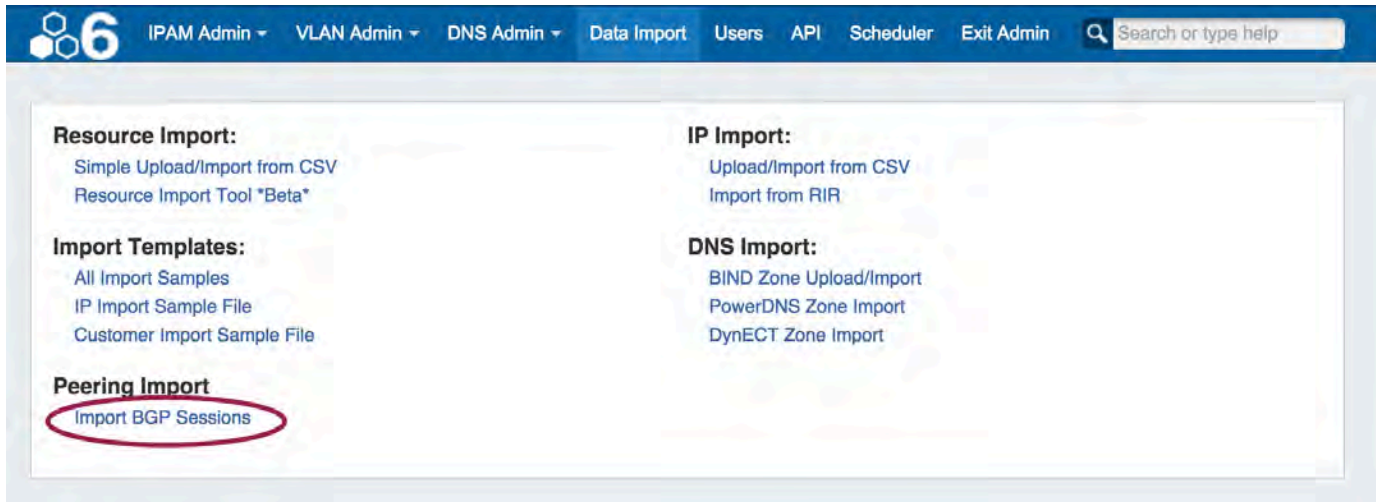 6 IPAM Admin VLAN Admin DNS Admin Data Import Users API Scheduler Exit Admin Search or type help
Resource Import:
Simple Upload/Import from CSV
Resource Import Tool *Beta*
Import Templates:
All Import Samples
IP Import Sample File
Customer Import Sample File
Peering Import
Import BGP Sessions
IP Import:
Upload/Import from CSV
Import from RIR
DNS Import:
BIND Zone Upload/Import
PowerDNS Zone Import
DynECT Zone Import